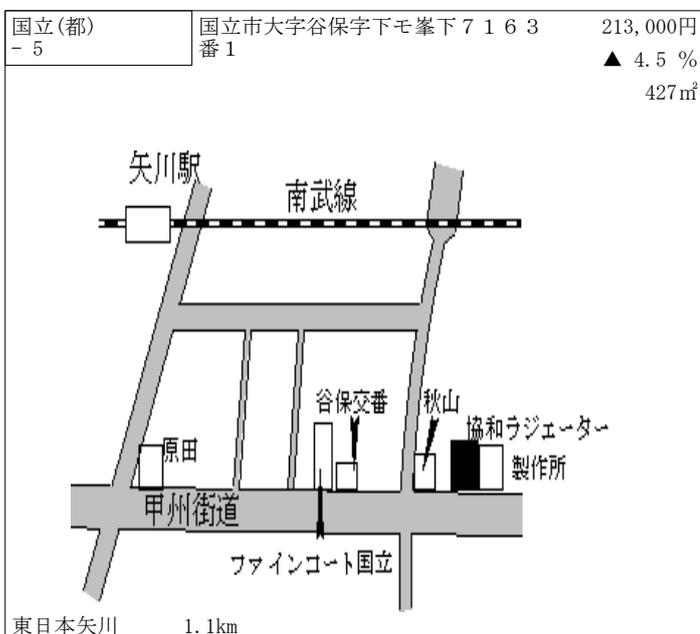 国立(都) 国立市大字谷保字下モ峯下７１６３ 213,000円
- 5 番１ ▲ 4.5 %
427㎡
矢川駅
南武線
谷保交番 秋山
協和ラジェーター
原田 製作所
甲州街道
ファインコート国立
東日本矢川 1.1km